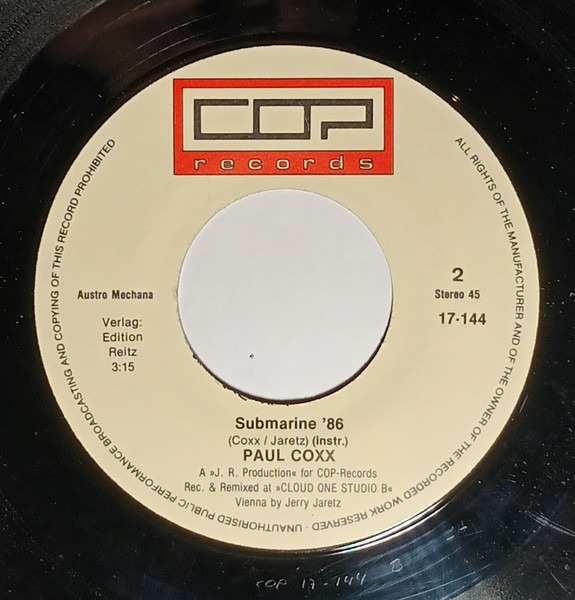 COP
records
ALL RIGHTS OF THE MANUFACTURER AND OF THE OWNER OF THE RECORDED WORK RESERVED · UNAUTHORISED PUBLIC PERFORMANCE BROADCASTING AND COPYING OF THIS RECORD PROHIBITED
Austro Mechana
Verlag:
Edition
Reitz
3:15
2
Stereo 45
17-144
Submarine '86
(Coxx / Jaretz) (instr.)
PAUL COXX
A »J. R. Production« for COP-Records
Rec. & Remixed at »CLOUD ONE STUDIO B«
Vienna by Jerry Jaretz
COP 17-144 B